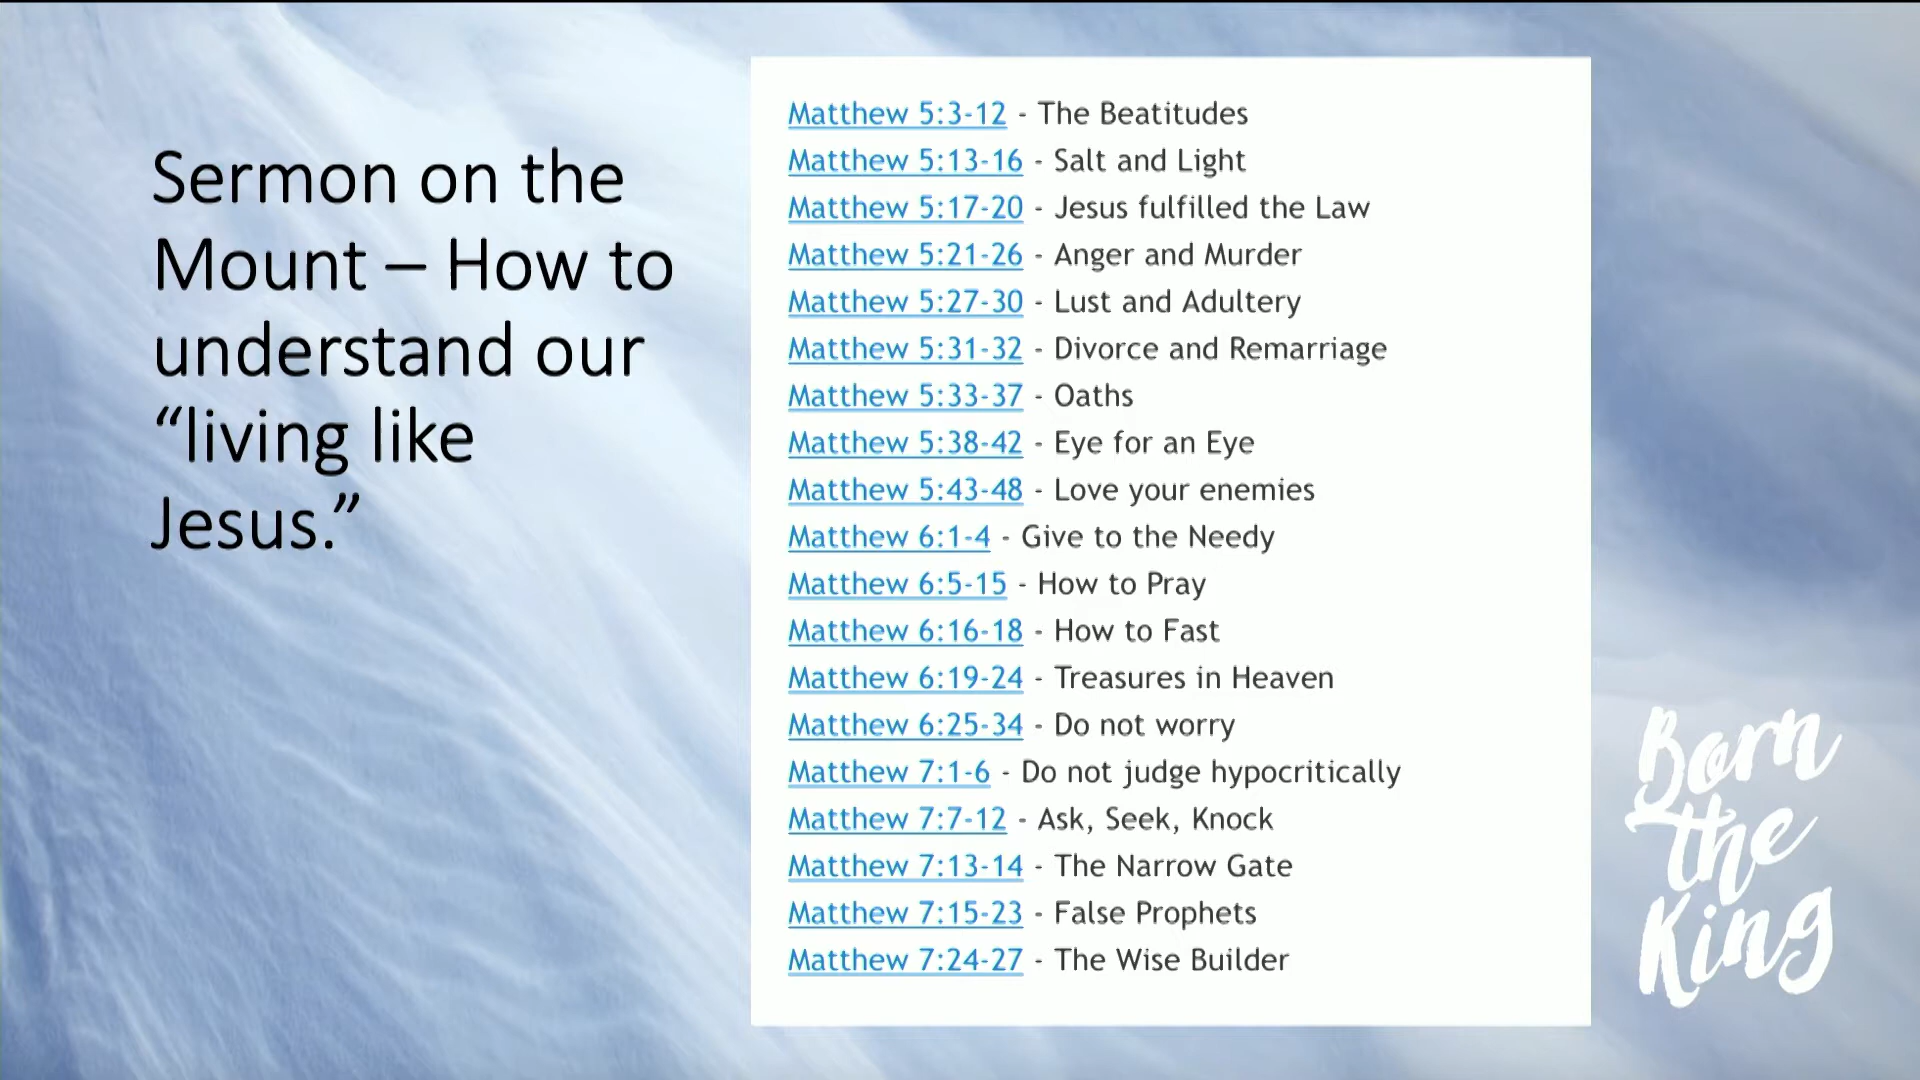 Sermon on the
Mount – How to
understand our
“living like
Jesus.”
Matthew 5:3-12 - The Beatitudes
Matthew 5:13-16 - Salt and Light
Matthew 5:17-20 - Jesus fulfilled the Law
Matthew 5:21-26 - Anger and Murder
Matthew 5:27-30 - Lust and Adultery
Matthew 5:31-32 - Divorce and Remarriage
Matthew 5:33-37 - Oaths
Matthew 5:38-42 - Eye for an Eye
Matthew 5:43-48 - Love your enemies
Matthew 6:1-4 - Give to the Needy
Matthew 6:5-15 - How to Pray
Matthew 6:16-18 - How to Fast
Matthew 6:19-24 - Treasures in Heaven
Matthew 6:25-34 - Do not worry
Matthew 7:1-6 - Do not judge hypocritically
Matthew 7:7-12 - Ask, Seek, Knock
Matthew 7:13-14 - The Narrow Gate
Matthew 7:15-23 - False Prophets
Matthew 7:24-27 - The Wise Builder
Born
the
King